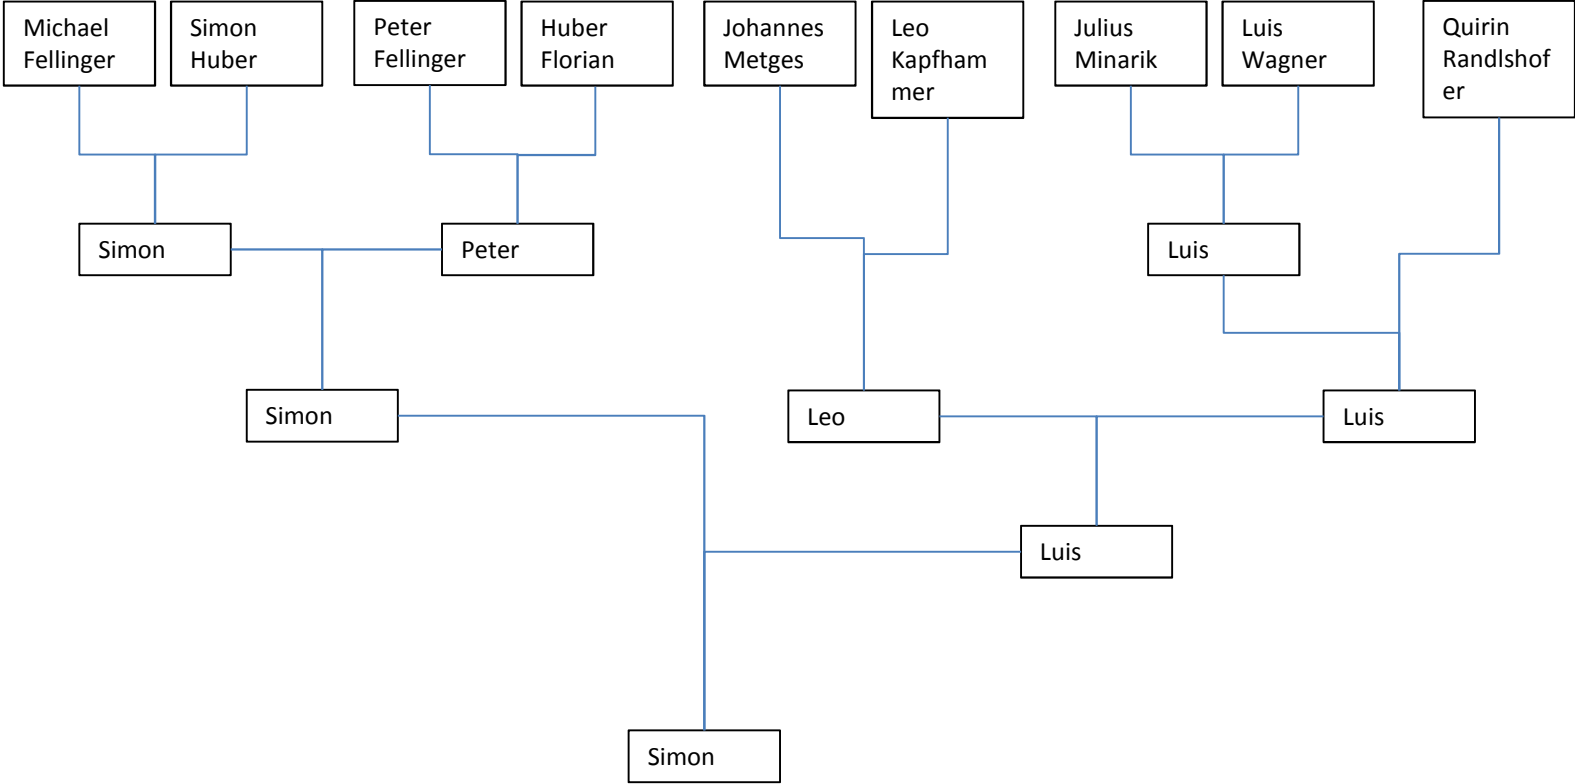 Michael
Fellinger
Simon
Huber
Peter
Fellinger
Huber
Florian
Johannes
Metges
Leo
Kapfham
mer
Julius
Minarik
Luis
Wagner
Quirin
Randlshof
er
Simon
Peter
Luis
Simon
Leo
Luis
Luis
Simon